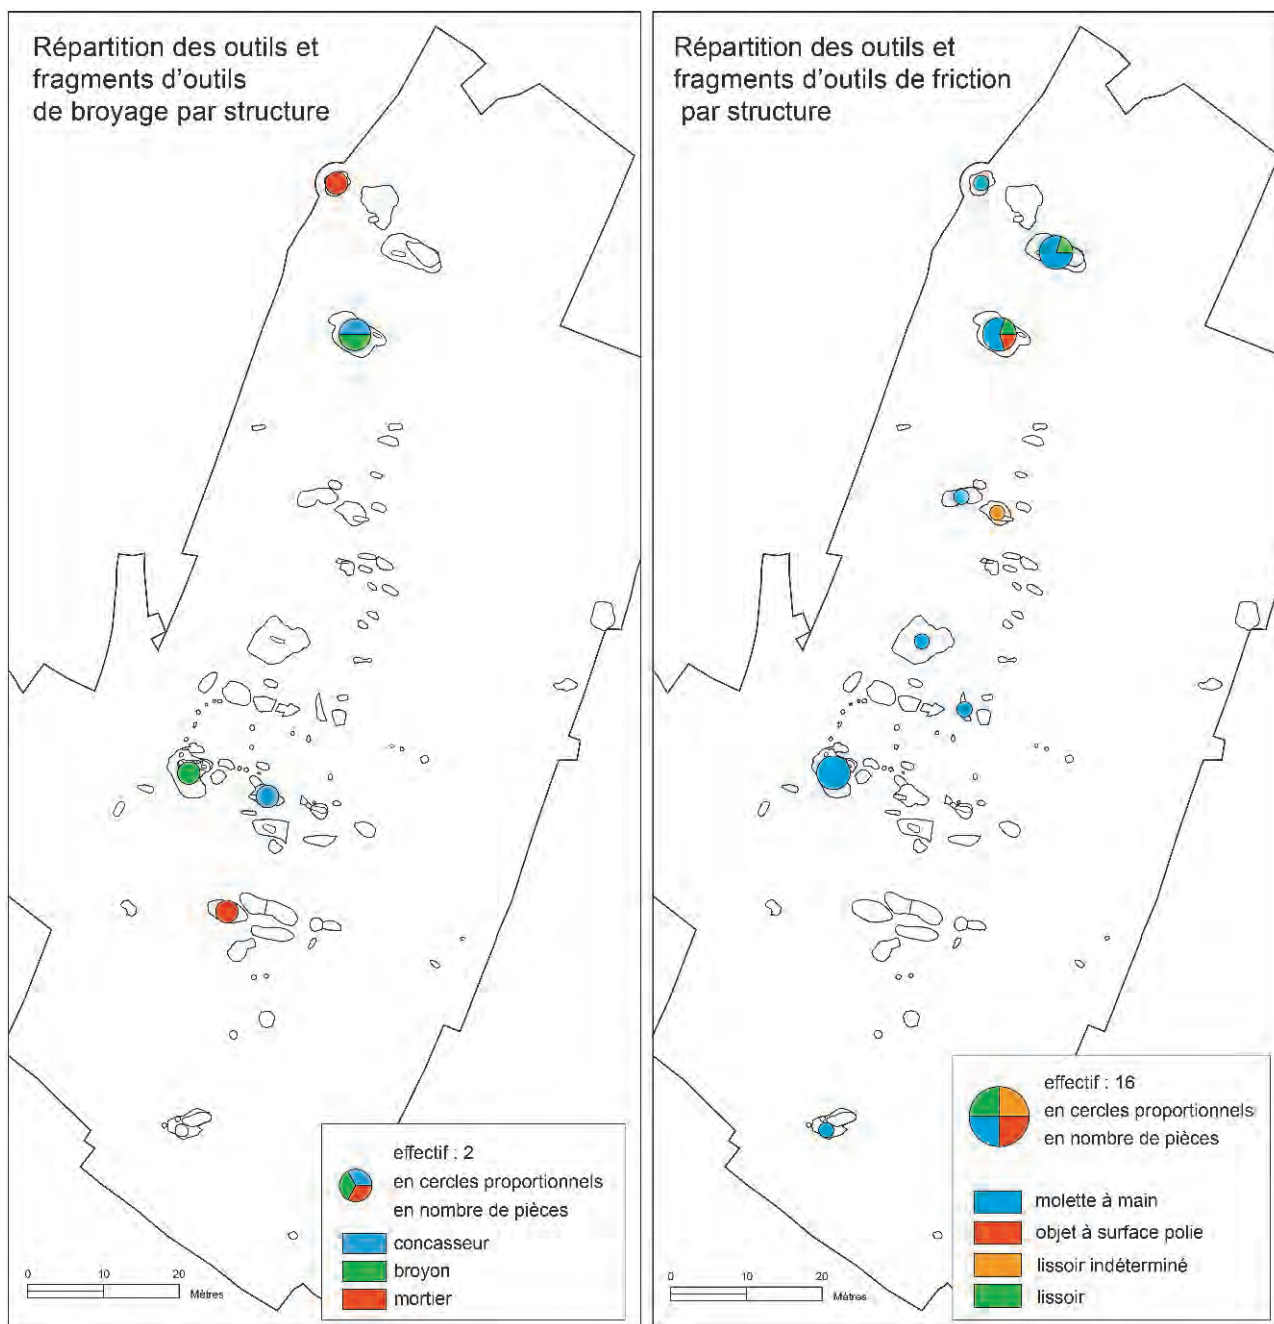 Répartition des outils et
fragments d'outils
de broyage par structure
effectif : 2
en cercles proportionnels
en nombre de pièces
concasseur
broyon
mortier
0 10 20
Mètres
Répartition des outils et
fragments d'outils de friction
par structure
effectif : 16
en cercles proportionnels
en nombre de pièces
molette à main
objet à surface polie
lissoir indéterminé
lissoir
0 10 20
Mètres